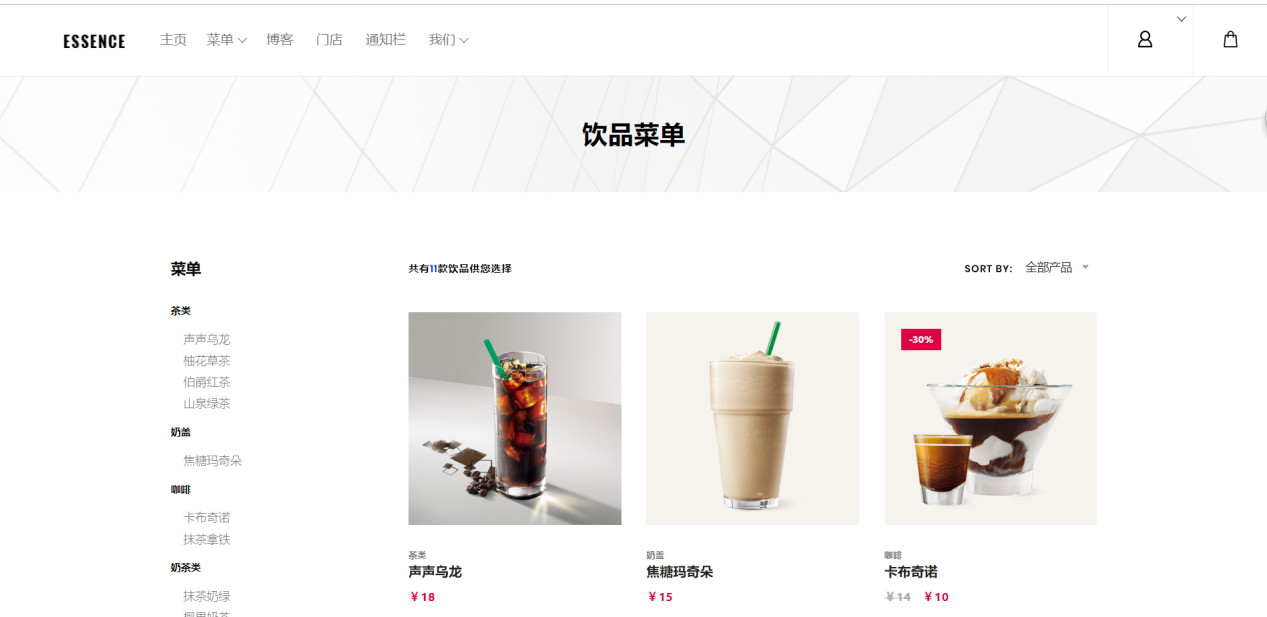 ESSENCE 主页 菜单 博客 门店 通知栏 我们
饮品菜单
菜单
茶类
声声乌龙
柚花草茶
伯爵红茶
山泉绿茶
奶盖
焦糖玛奇朵
咖啡
卡布奇诺
抹茶拿铁
奶茶类
抹茶奶绿
椰果奶茶
共有11款饮品供您选择
SORT BY: 全部产品
茶类
声声乌龙
¥18
奶盖
焦糖玛奇朵
¥15
-30%
咖啡
卡布奇诺
¥14 ¥10